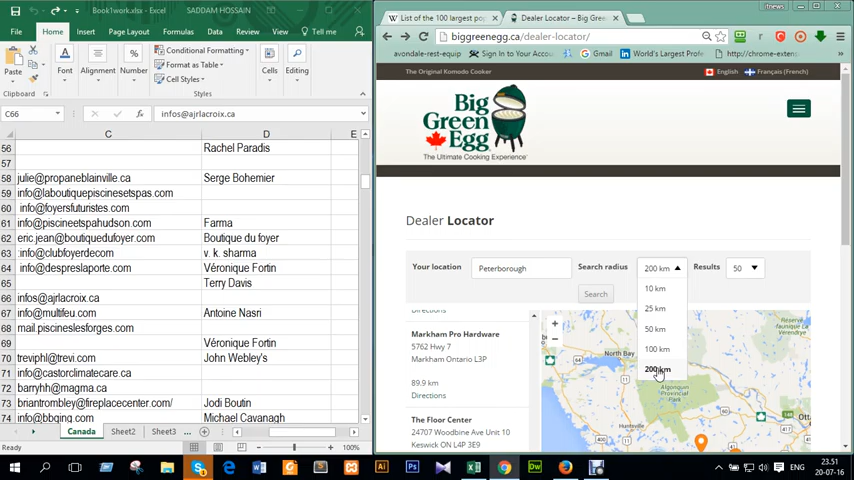 Book1work.xlsx - SADDAM HOSSAIN
File Home Insert Page Layout Formulas
Paste Font Alignment Number Conditional Formatting Format as Table Cell Styles Cells Editing
Clipboard Styles
C66 infos@ajrlacroix.ca
C D E
56 Rachel Paradis
57
58 julie@propaneblainville.ca Serge Bohemier
59 info@laboutiquepiscinesetspas.com
60 info@foyersfuturistes.com
61 info@piscineetspahudson.com Farma
62 eric.jean@boutiquedufoyer.com Boutique du foyer
63 :info@clubfoyerdecom v. k. sharma
64 info@despreslaporte.com Véronique Fortin
65 Terry Davis
66 infos@ajrlacroix.ca
67 info@multifeu.com Antoine Nasri
68 mail.piscineslesforges.com
69 Véronique Fortin
70 treviphl@trevi.com John Webley's
71 info@castorclimatecare.ca
72 barryhh@magma.ca
73 briantrombley@fireplacecenter.com/ Jodi Boutin
74 info@bbqing.com Michael Cavanagh
Canada Sheet2 Sheet3 ...
READY 100%
itnews
List of the 100 largest pop Dealer Locator – Big Gree
biggreenegg.ca/dealer-locator/
avondale-rest-equip Sign In to Your Account Gmail World's Largest Profe http://chrome-extens
The Original Komodo Cooker English Français (French)
Big
Green
Egg
The Ultimate Cooking Experience
Dealer Locator
Your location Peterborough Search radius 200 km Results 50
Search
10 km
25 km
50 km
100 km
200 km
Directions
Markham Pro Hardware
5762 Hwy 7
Markham Ontario L3P
89.9 km
Directions
The Floor Center
24707 Woodbine Ave Unit 10
Keswick ON L4P 3E9
+
−
North Bay
Algonquin
Provincial
ENG
23.51
20-07-16